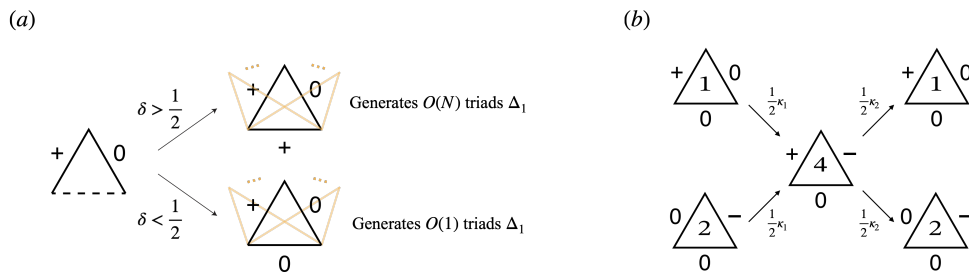 (a)
(b)
δ > 1/2
+ 0
Generates O(N) triads Δ₁
+
+ 0
δ < 1/2
+ 0
Generates O(1) triads Δ₁
0
+ 1 0
0
½κ₁
½κ₂
+ 1 0
0
+ 4 −
0
0 2 −
0
½κ₁
½κ₂
0 2 −
0